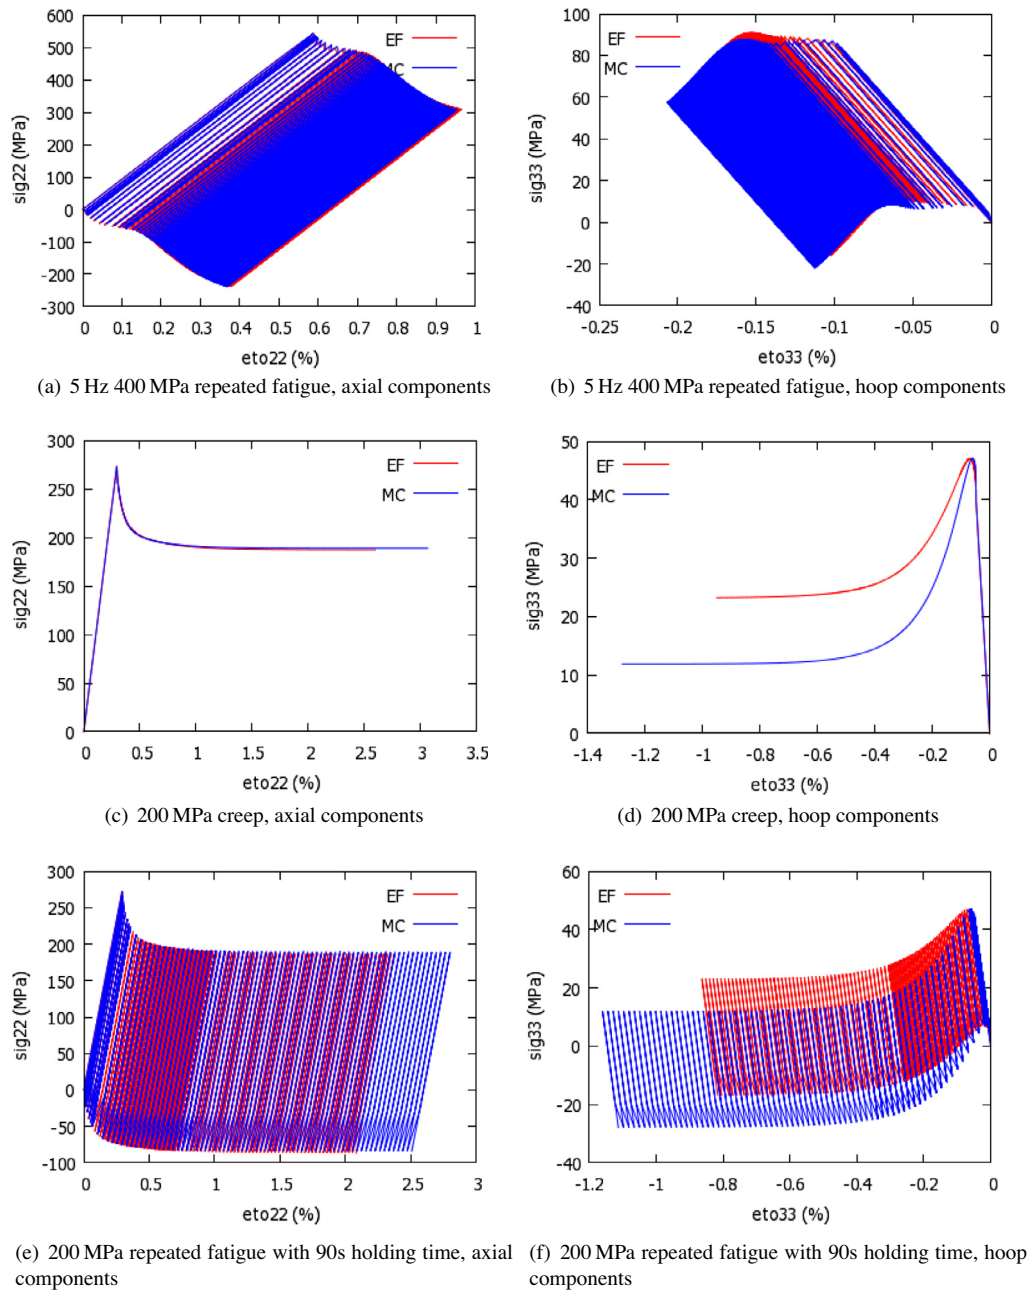 600
500
400
300
200
100
0
-100
-200
-300
sig22 (MPa)
EF
MC
0 0.1 0.2 0.3 0.4 0.5 0.6 0.7 0.8 0.9 1
eto22 (%)
(a) 5 Hz 400 MPa repeated fatigue, axial components
100
80
60
40
20
0
-20
-40
sig33 (MPa)
EF
MC
-0.25 -0.2 -0.15 -0.1 -0.05 0
eto33 (%)
(b) 5 Hz 400 MPa repeated fatigue, hoop components
300
250
200
150
100
50
0
sig22 (MPa)
EF
MC
0 0.5 1 1.5 2 2.5 3 3.5
eto22 (%)
(c) 200 MPa creep, axial components
50
40
30
20
10
0
sig33 (MPa)
EF
MC
-1.4 -1.2 -1 -0.8 -0.6 -0.4 -0.2 0
eto33 (%)
(d) 200 MPa creep, hoop components
300
250
200
150
100
50
0
-50
-100
sig22 (MPa)
EF
MC
0 0.5 1 1.5 2 2.5 3
eto22 (%)
(e) 200 MPa repeated fatigue with 90s holding time, axial
components
60
40
20
0
-20
-40
sig33 (MPa)
EF
MC
-1.2 -1 -0.8 -0.6 -0.4 -0.2 0
eto33 (%)
(f) 200 MPa repeated fatigue with 90s holding time, hoop
components